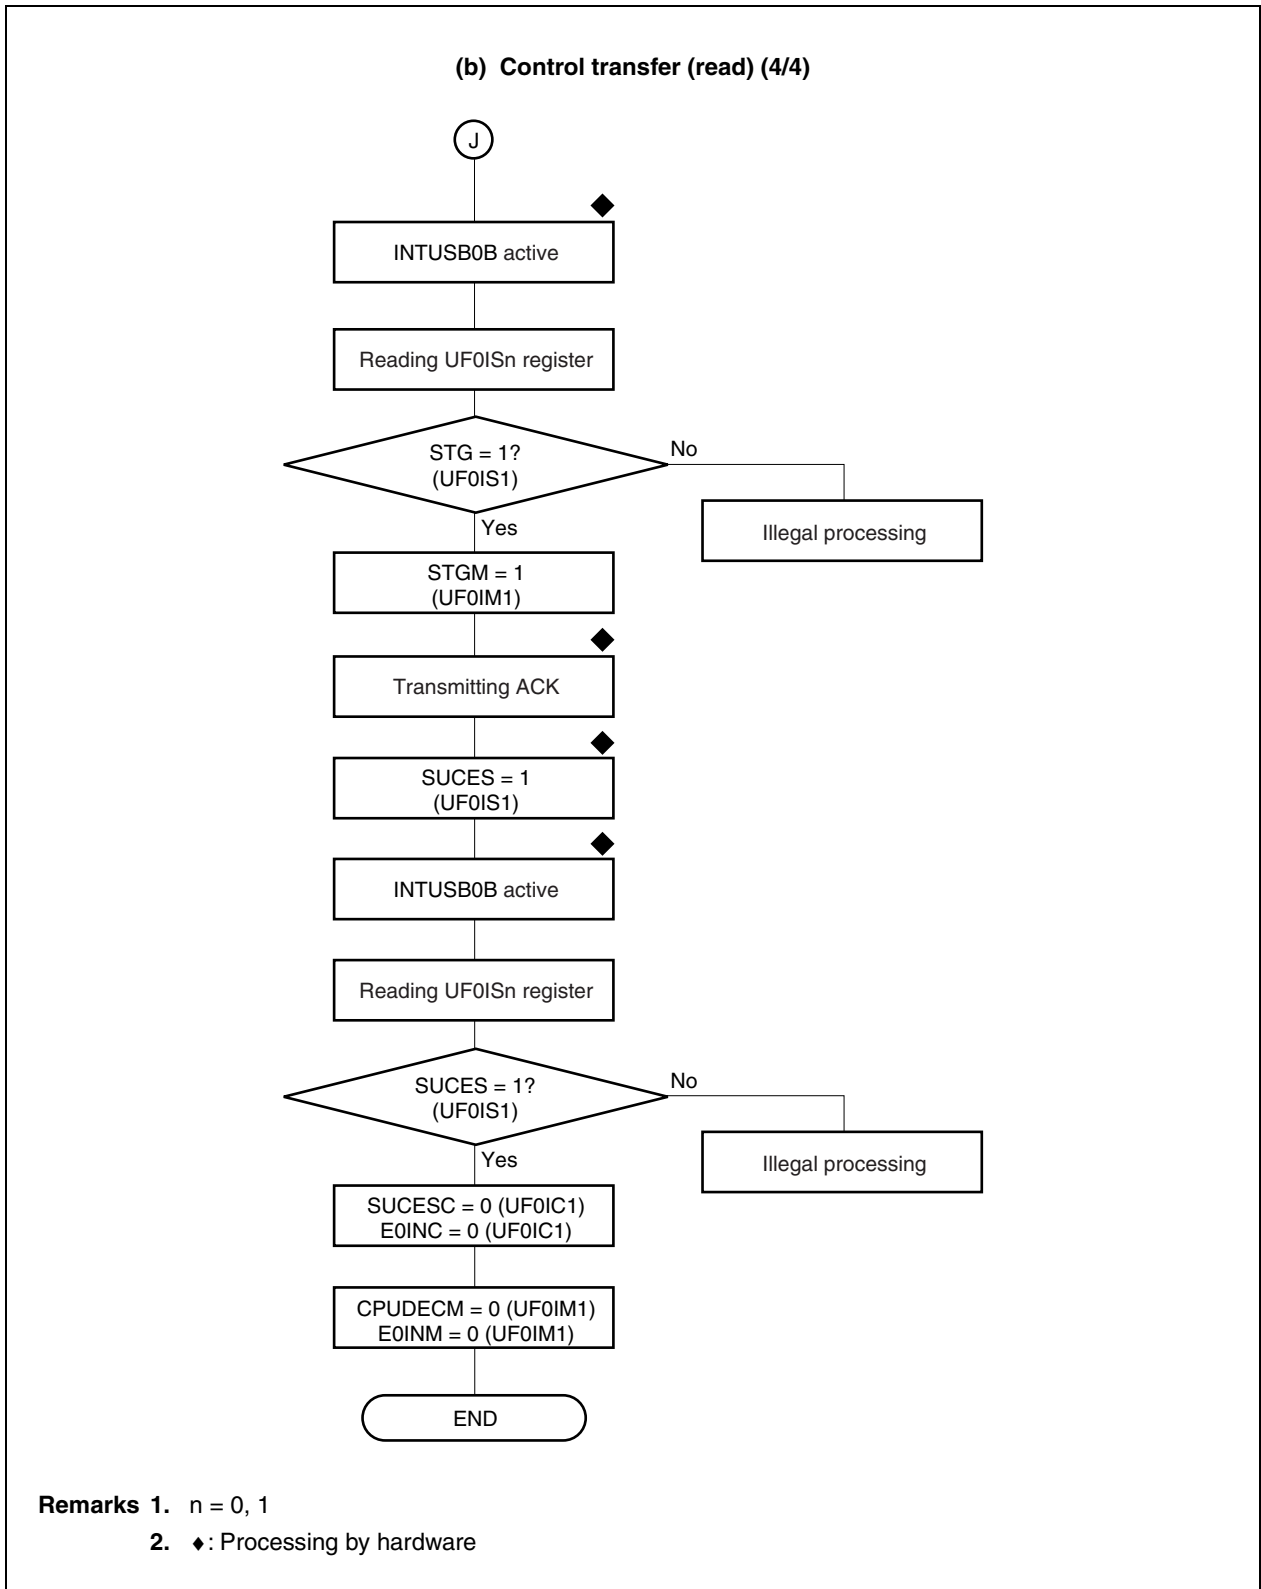 (b) Control transfer (read) (4/4)
J
INTUSB0B active
Reading UF0ISn register
STG = 1?
(UF0IS1)
No
Illegal processing
Yes
STGM = 1
(UF0IM1)
Transmitting ACK
SUCES = 1
(UF0IS1)
INTUSB0B active
Reading UF0ISn register
SUCES = 1?
(UF0IS1)
No
Illegal processing
Yes
SUCESC = 0 (UF0IC1)
E0INC = 0 (UF0IC1)
CPUDECM = 0 (UF0IM1)
E0INM = 0 (UF0IM1)
END
Remarks 1. n = 0, 1
2. ♦: Processing by hardware